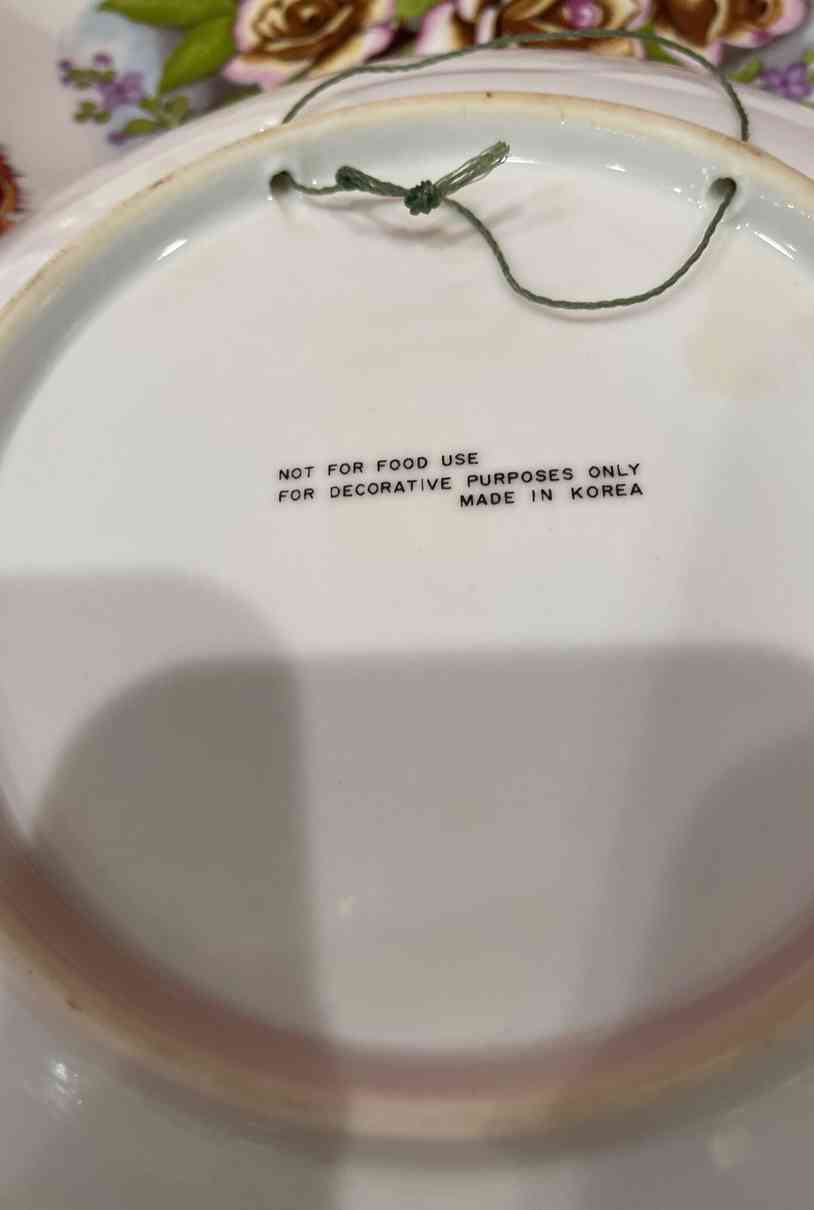 NOT FOR FOOD USE
FOR DECORATIVE PURPOSES ONLY
MADE IN KOREA